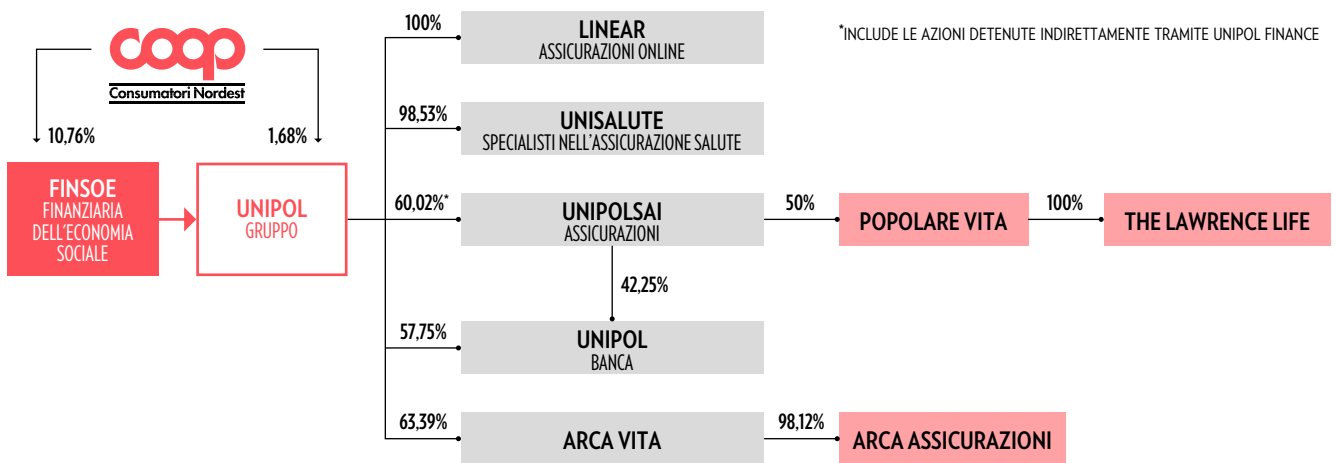 coop
Consumatori Nordest
10,76%
1,68%
FINSOE
FINANZIARIA
DELL'ECONOMIA
SOCIALE
UNIPOL
GRUPPO
100%
LINEAR
ASSICURAZIONI ONLINE
98,53%
UNISALUTE
SPECIALISTI NELL'ASSICURAZIONE SALUTE
60,02%*
UNIPOLSAI
ASSICURAZIONI
50%
POPOLARE VITA
100%
THE LAWRENCE LIFE
42,25%
57,75%
UNIPOL
BANCA
63,39%
ARCA VITA
98,12%
ARCA ASSICURAZIONI
*INCLUDE LE AZIONI DETENUTE INDIRETTAMENTE TRAMITE UNIPOL FINANCE